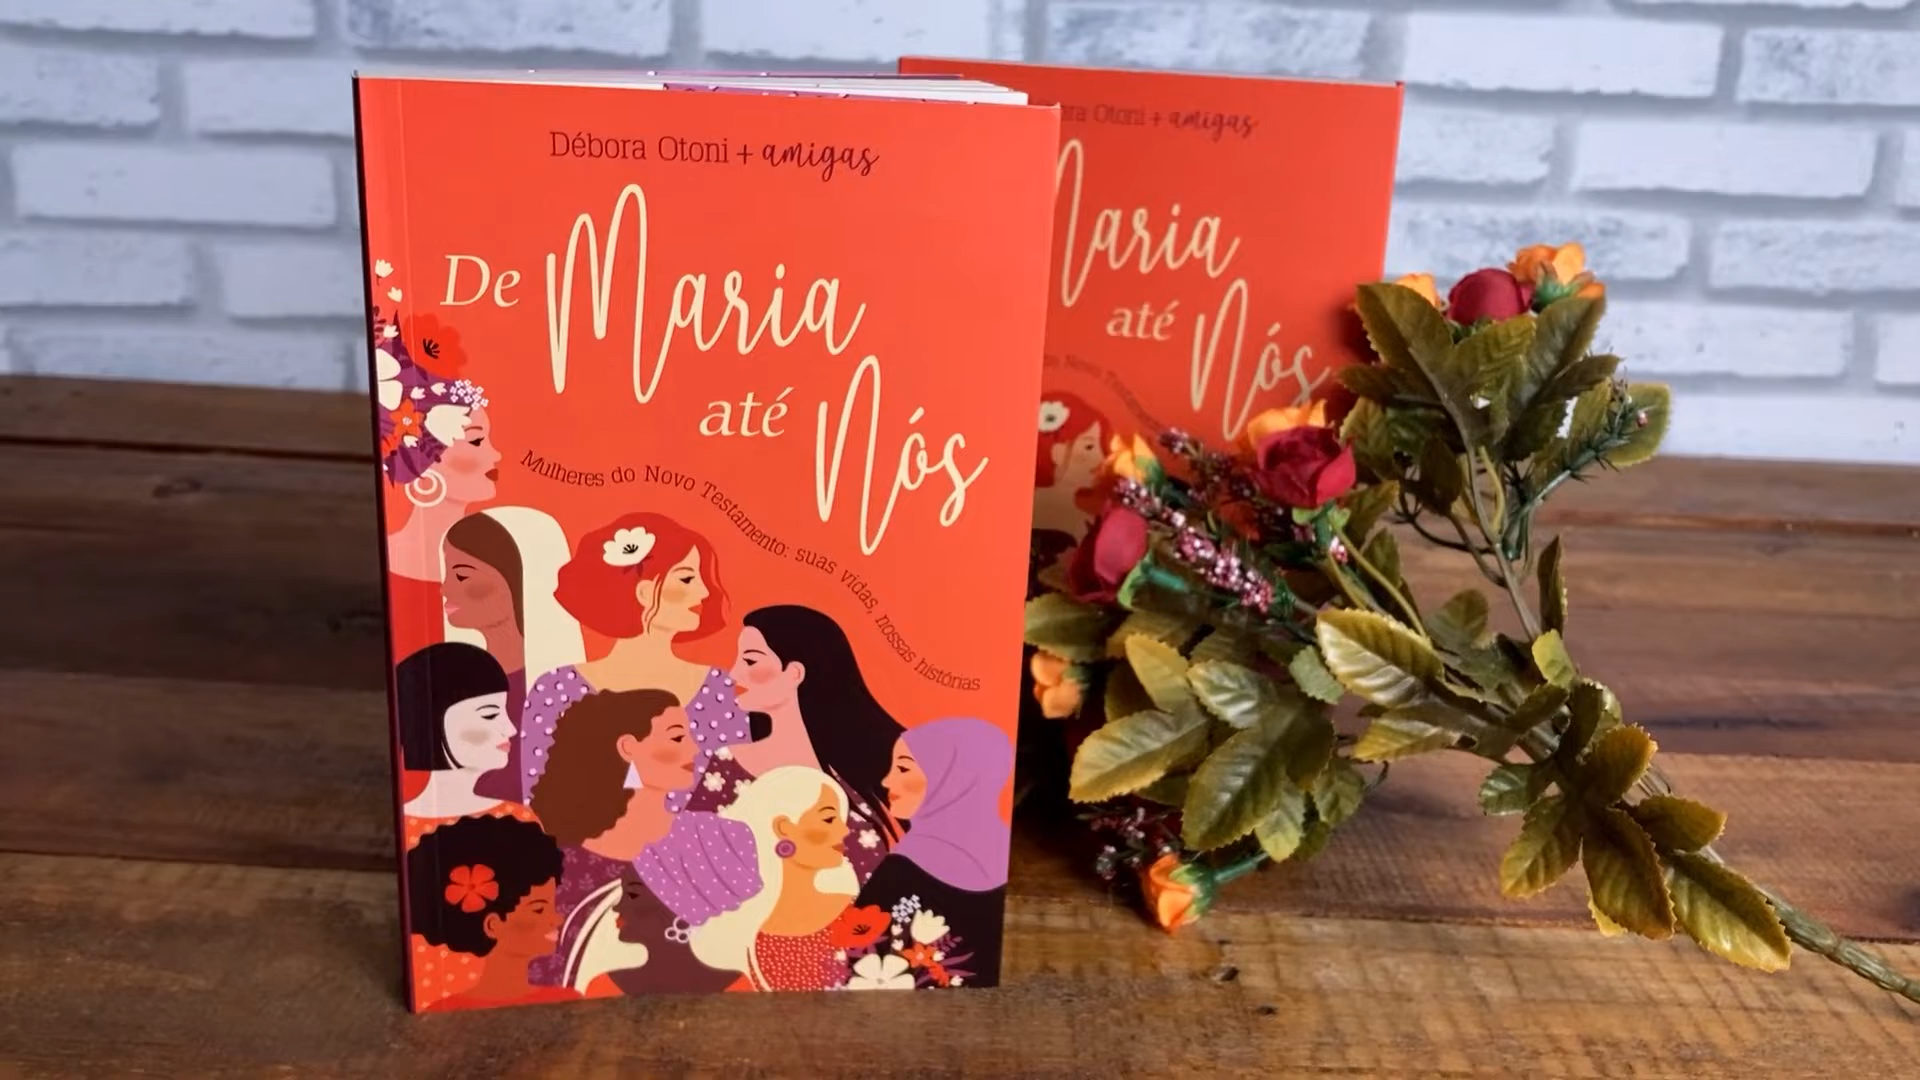 Débora Otoni + amigas
De Maria
até Nós
Mulheres do Novo Testamento: suas vidas, nossas histórias
Otoni + amigas
Maria
até Nós
Novo